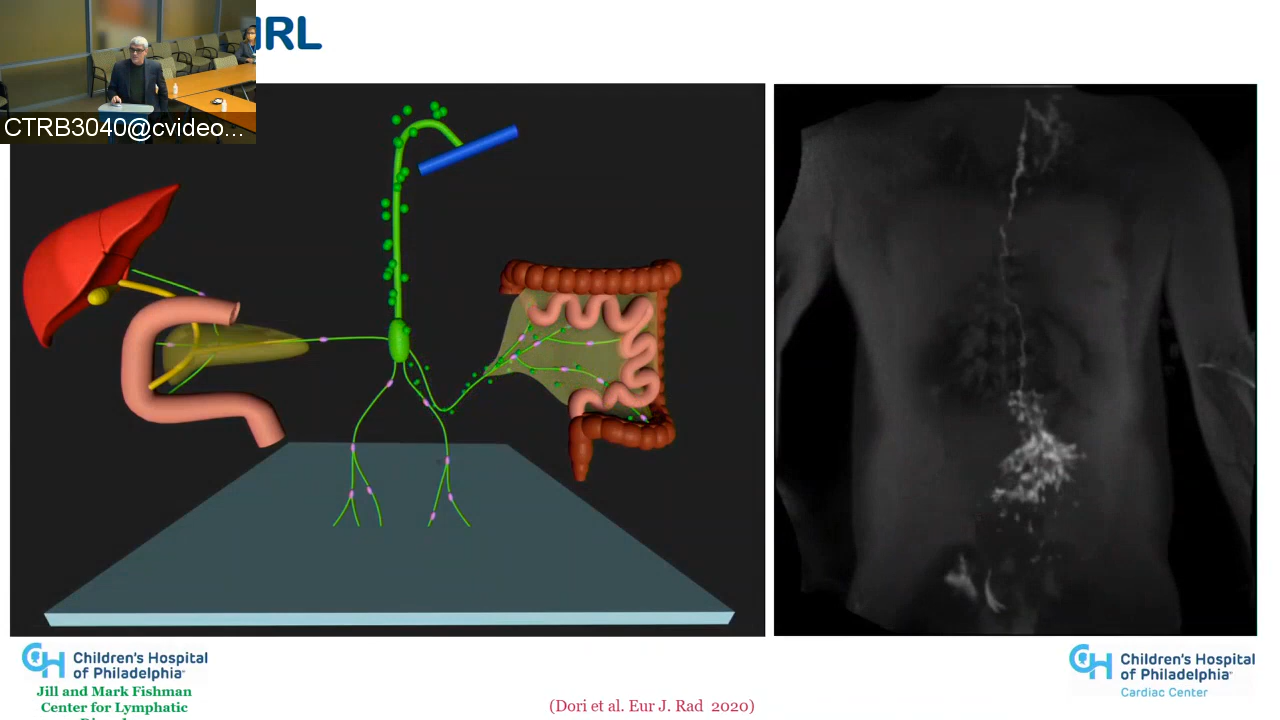 CTRB3040@cvideo...
Children's Hospital
of Philadelphia
Jill and Mark Fishman
Center for Lymphatic
(Dori et al. Eur J. Rad 2020)
Children's Hospital
of Philadelphia
Cardiac Center